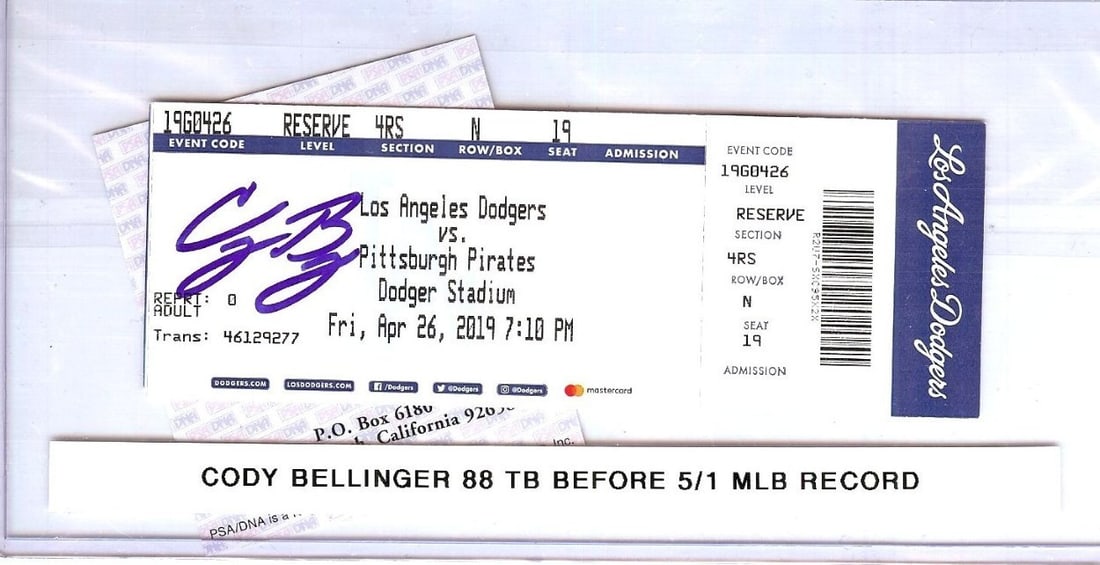 19G0426 RESERVE 4RS N 19
EVENT CODE LEVEL SECTION ROW/BOX SEAT ADMISSION
Los Angeles Dodgers
vs.
Pittsburgh Pirates
Dodger Stadium
Fri, Apr 26, 2019 7:10 PM
REPRT: 0
ADULT
Trans: 46129277
DODGERS.COM LOSDODGERS.COM /Dodgers @Dodgers @Dodgers mastercard
EVENT CODE
19G0426
LEVEL
RESERVE
SECTION
4RS
ROW/BOX
N
SEAT
19
ADMISSION
Los Angeles Dodgers
P.O. Box 6180
California
Inc.
CODY BELLINGER 88 TB BEFORE 5/1 MLB RECORD
PSA/DNA is a